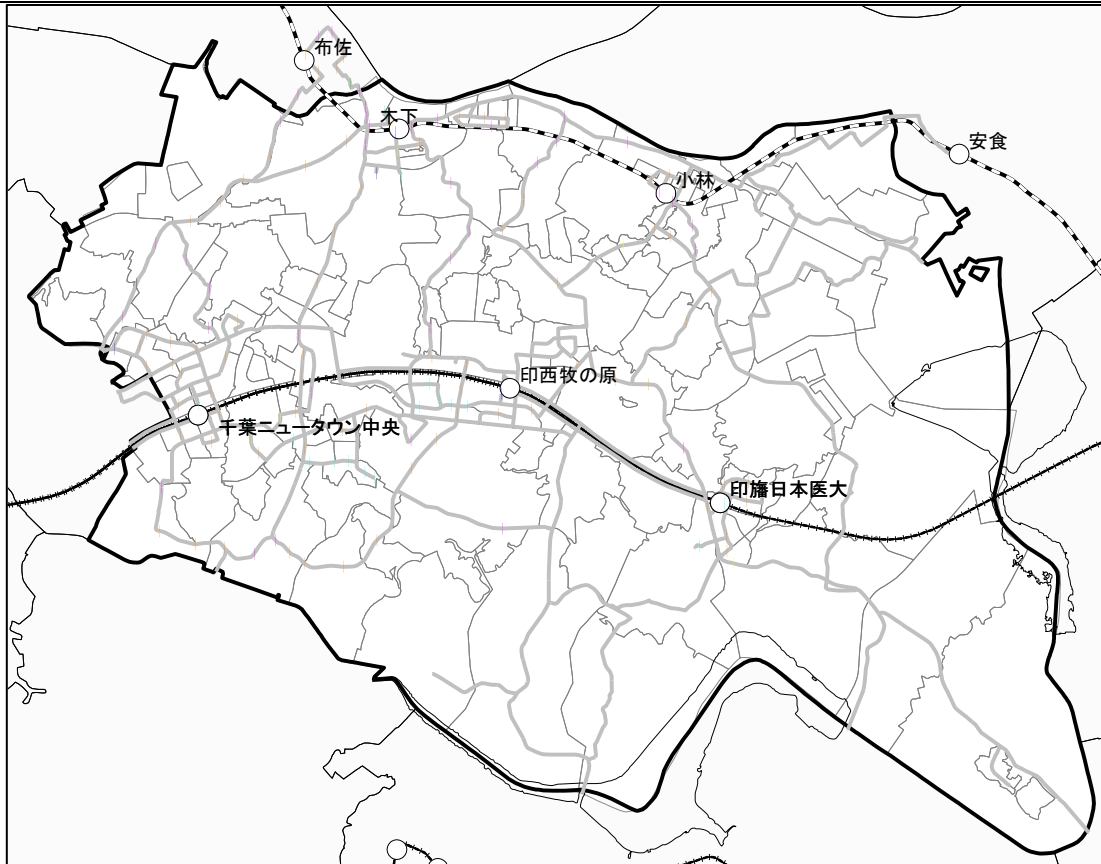 布佐
木下
安食
小林
印西牧の原
千葉ニュータウン中央
印旛日本医大